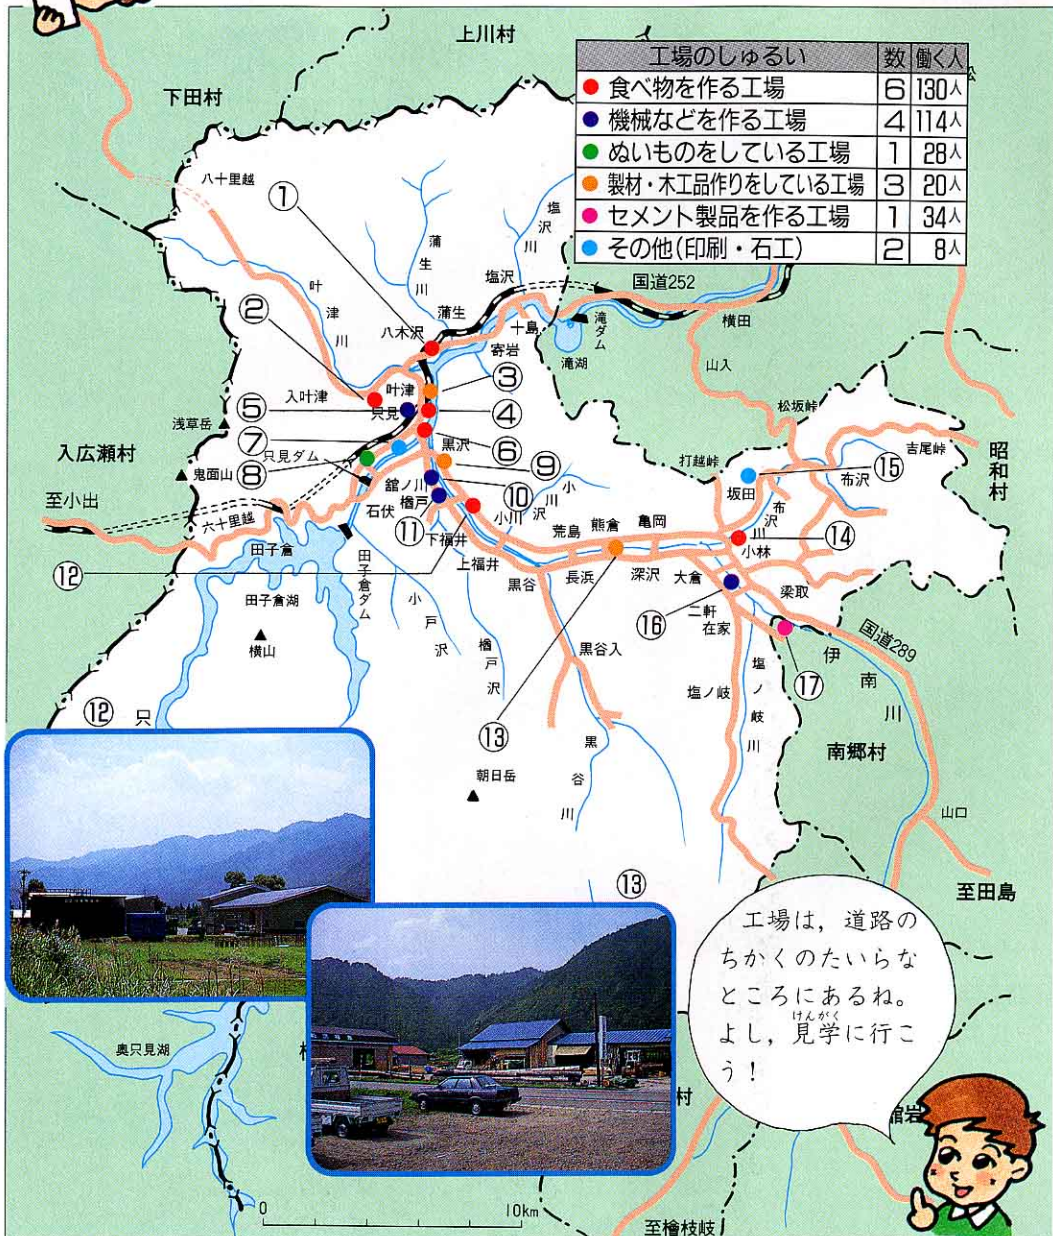 上川村
下田村
工場のしゅるい 数 働く人
食べ物を作る工場 6 130人
機械などを作る工場 4 114人
ぬいものをしている工場 1 28人
製材・木工品作りをしている工場 3 20人
セメント製品を作る工場 1 34人
その他(印刷・石工) 2 8人
八十里越
①
蒲生川
塩沢川
塩沢
国道252
叶津川
②
八木沢
蒲生
十島
滝ダム
横田
寄岩
滝湖
山入
③
入叶津
叶津
⑤
只見
④
松坂峠
浅草岳
⑦
吉尾峠
昭和村
入広瀬村
只見ダム
⑥
黒沢
⑨
打越峠
⑮
鬼面山
⑧
布沢
至小出
舘ノ川
⑩
小川沢
坂田
六十里越
石伏
楢戸
⑪
小川
荒島
熊倉
亀岡
布沢川
⑭
田子倉
下福井
小林
⑫
田子倉ダム
上福井
黒谷
長浜
深沢
大倉
梁取
田子倉湖
小戸沢
二軒在家
⑯
国道289
横山
楢戸沢
黒谷入
伊南川
塩ノ岐
塩ノ岐川
⑰
⑫
只
⑬
南郷村
黒谷川
朝日岳
山口
⑬
至田島
工場は,道路の
ちかくのたいらな
ところにあるね。
けんがく
よし,見学に行こ
う!
奥只見湖
村
舘岩
0 10km
至檜枝岐